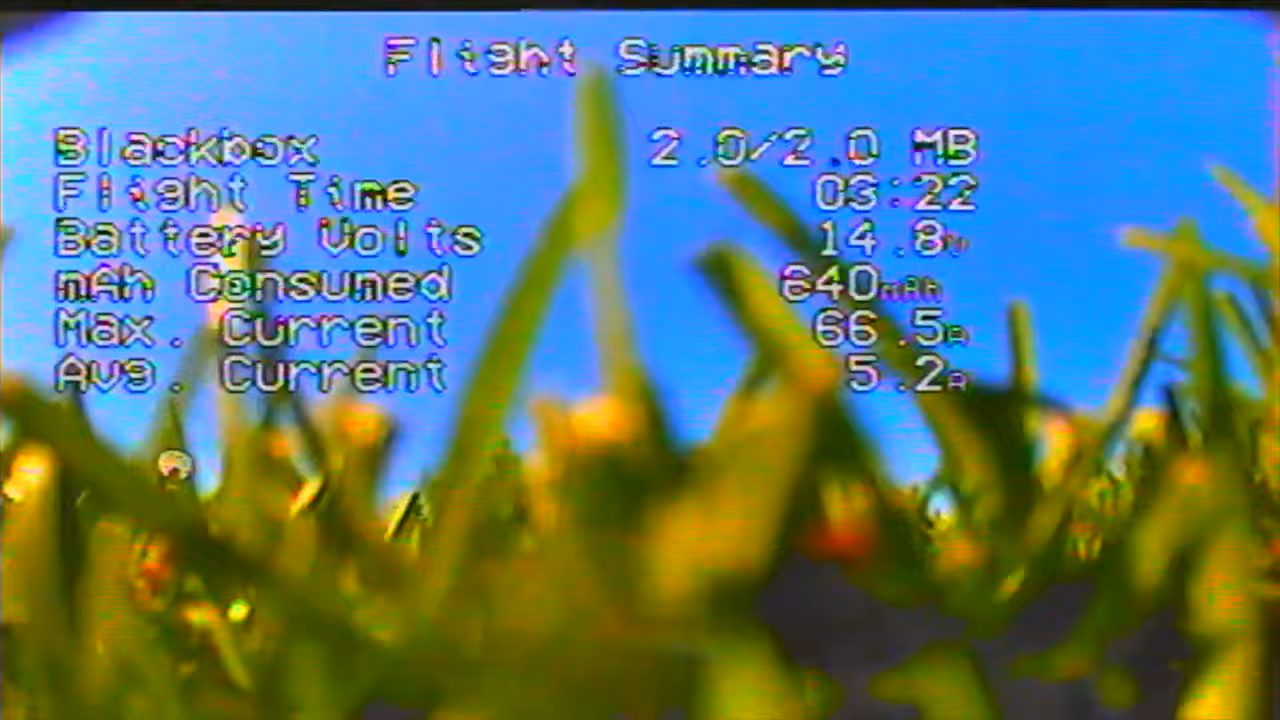 Flight Summary
Blackbox 2.0/2.0 MB
Flight Time 03:22
Battery Volts 14.8V
mAh Consumed 640mAh
Max. Current 66.5A
Avg. Current 5.2A